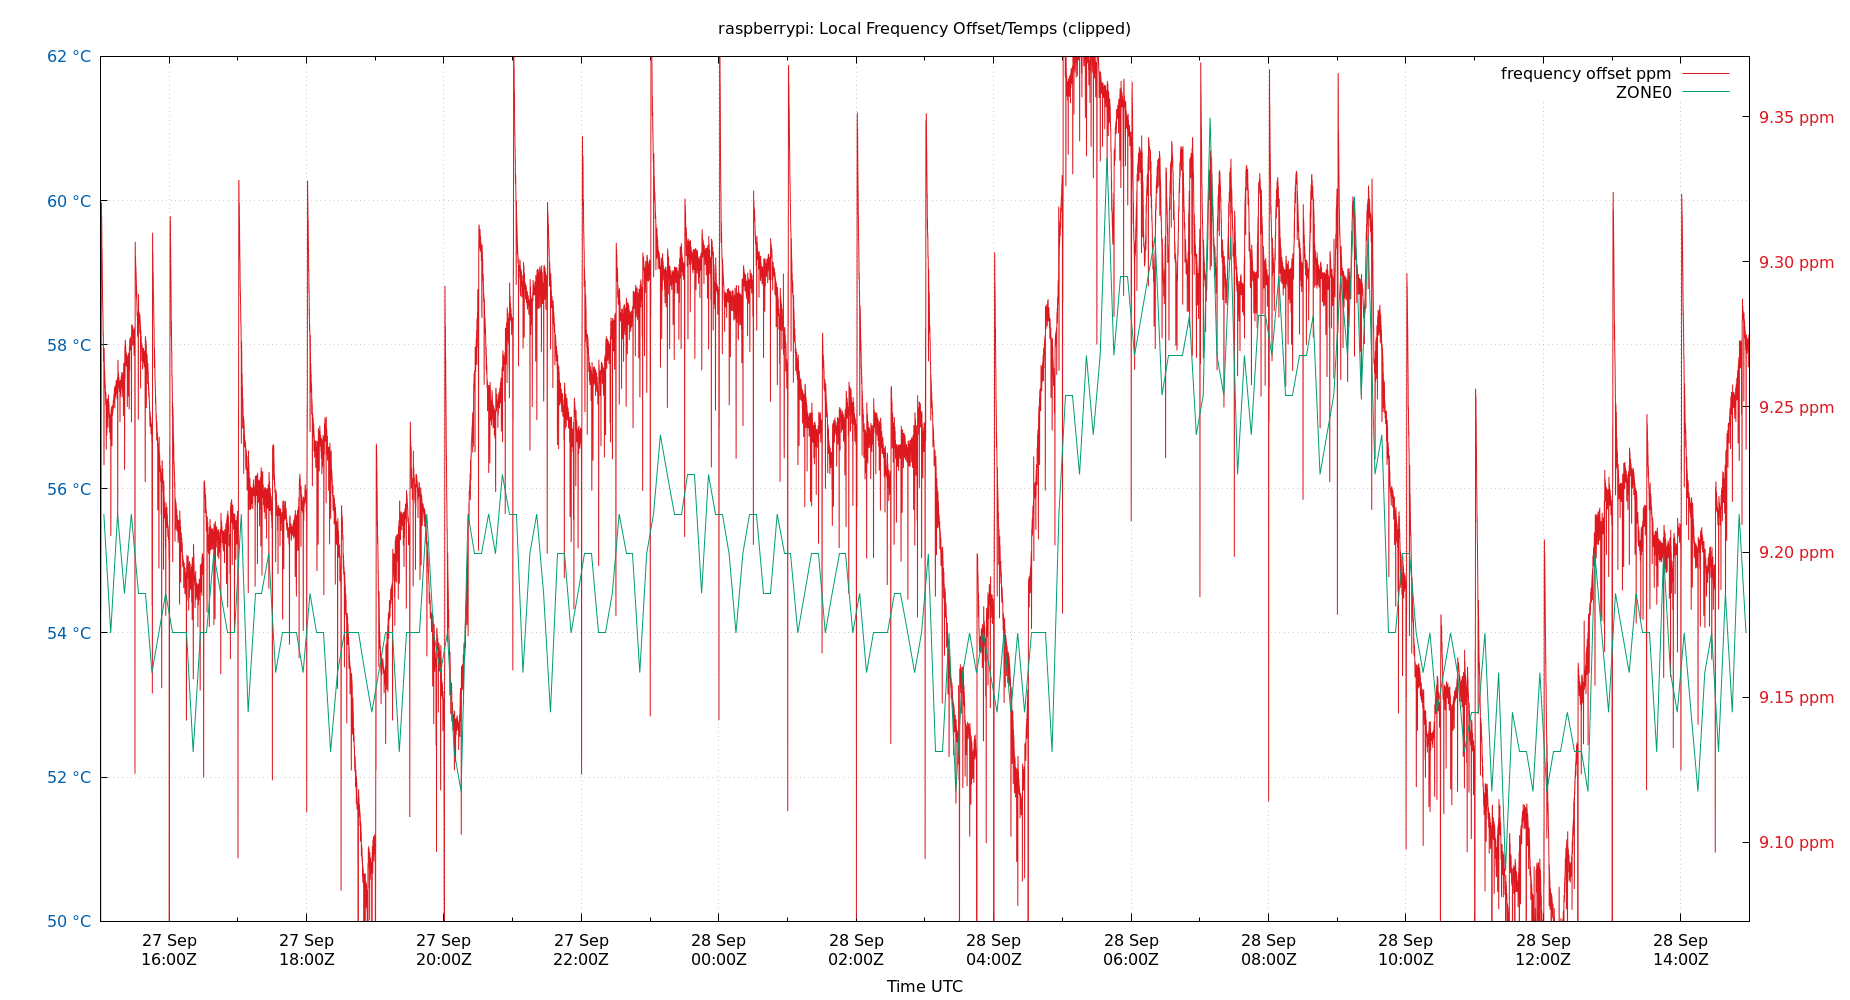 raspberrypi: Local Frequency Offset/Temps (clipped)
frequency offset ppm
ZONE0
62 °C
60 °C
58 °C
56 °C
54 °C
52 °C
50 °C
9.35 ppm
9.30 ppm
9.25 ppm
9.20 ppm
9.15 ppm
9.10 ppm
27 Sep
16:00Z
27 Sep
18:00Z
27 Sep
20:00Z
27 Sep
22:00Z
28 Sep
00:00Z
28 Sep
02:00Z
28 Sep
04:00Z
28 Sep
06:00Z
28 Sep
08:00Z
28 Sep
10:00Z
28 Sep
12:00Z
28 Sep
14:00Z
Time UTC